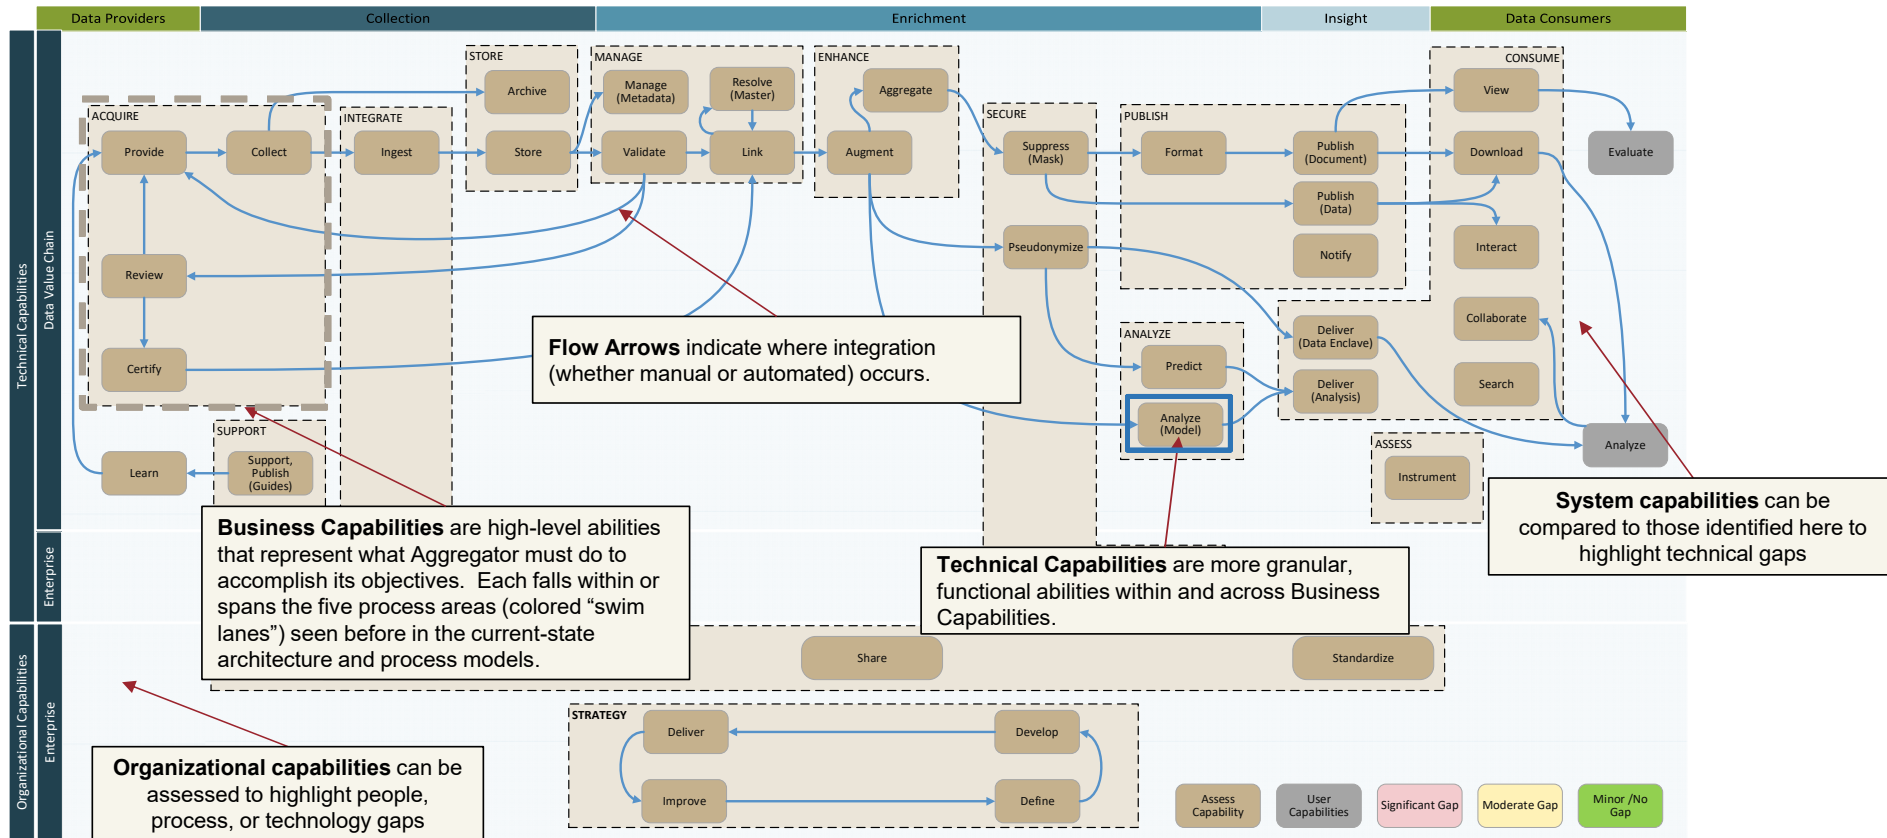 Data Providers
Collection
Enrichment
Insight
Data Consumers
Technical Capabilities
Data Value Chain
Enterprise
Organizational Capabilities
Enterprise
ACQUIRE
Provide
Collect
Review
Certify
Learn
SUPPORT
Support,
Publish
(Guides)
INTEGRATE
Ingest
STORE
Archive
Store
MANAGE
Manage
(Metadata)
Resolve
(Master)
Validate
Link
ENHANCE
Aggregate
Augment
SECURE
Suppress
(Mask)
Pseudonymize
PUBLISH
Format
Publish
(Document)
Publish
(Data)
Notify
ANALYZE
Predict
Analyze
(Model)
Deliver
(Data Enclave)
Deliver
(Analysis)
CONSUME
View
Download
Interact
Collaborate
Search
Evaluate
Analyze
ASSESS
Instrument
Flow Arrows indicate where integration
(whether manual or automated) occurs.
Business Capabilities are high-level abilities
that represent what Aggregator must do to
accomplish its objectives. Each falls within or
spans the five process areas (colored “swim
lanes”) seen before in the current-state
architecture and process models.
Technical Capabilities are more granular,
functional abilities within and across Business
Capabilities.
System capabilities can be
compared to those identified here to
highlight technical gaps
Organizational capabilities can be
assessed to highlight people,
process, or technology gaps
Share
Standardize
STRATEGY
Deliver
Develop
Improve
Define
Assess
Capability
User
Capabilities
Significant Gap
Moderate Gap
Minor /No
Gap